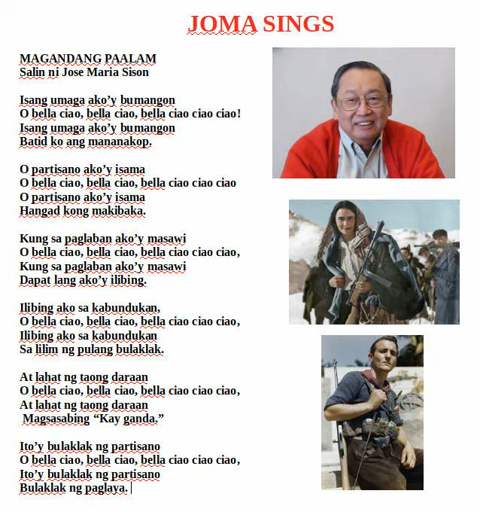 JOMA SINGS
MAGANDANG PAALAM
Salin ni Jose Maria Sison
Isang umaga ako’y bumangon
O bella ciao, bella ciao, bella ciao ciao ciao!
Isang umaga ako’y bumangon
Batid ko ang mananakop.
O partisano ako’y isama
O bella ciao, bella ciao, bella ciao ciao ciao
O partisano ako’y isama
Hangad kong makibaka.
Kung sa paglaban ako’y masawi
O bella ciao, bella ciao, bella ciao ciao ciao,
Kung sa paglaban ako’y masawi
Dapat lang ako’y ilibing.
Ilibing ako sa kabundukan,
O bella ciao, bella ciao, bella ciao ciao ciao,
Ilibing ako sa kabundukan
Sa lilim ng pulang bulaklak.
At lahat ng taong daraan
O bella ciao, bella ciao, bella ciao ciao ciao,
At lahat ng taong daraan
Magsasabing “Kay ganda.”
Ito’y bulaklak ng partisano
O bella ciao, bella ciao, bella ciao ciao ciao,
Ito’y bulaklak ng partisano
Bulaklak ng paglaya.